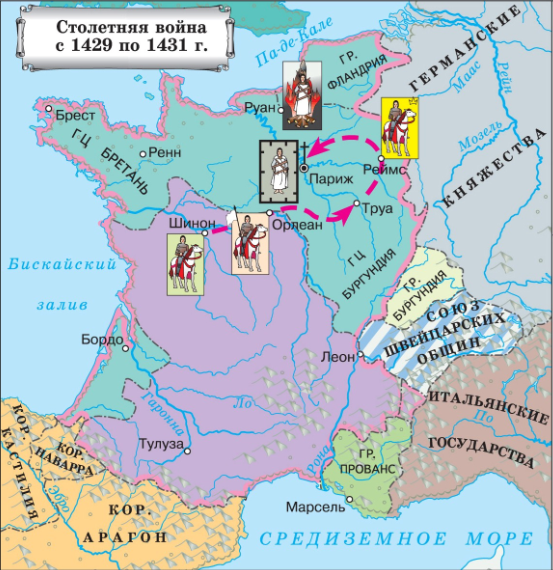 Столетняя война
с 1429 по 1431 г.
Па-де-Кале
ГЕРМАНСКИЕ
КНЯЖЕСТВА
ГР.
ФЛАНДРИЯ
Маас
Рейн
Мозель
Руан
Брест
Ренн
ГЦ БРЕТАНЬ
Париж
Реймс
Труа
Шинон
Орлеан
ГЦ
БУРГУНДИЯ
ГР.
БУРГУНДИЯ
Бискайский
залив
СОЮЗ
ШВЕЙЦАРСКИХ
ОБЩИН
Бордо
Леон
Гаронна
Ло
Тулуза
Рона
ИТАЛЬЯНСКИЕ
По
ГОСУДАРСТВА
ГР.
ПРОВАНС
Марсель
КОР.
КАСТИЛИЯ
КОР.
НАВАРРА
Эбро
КОР.
АРАГОН
СРЕДИЗЕМНОЕ МОРЕ